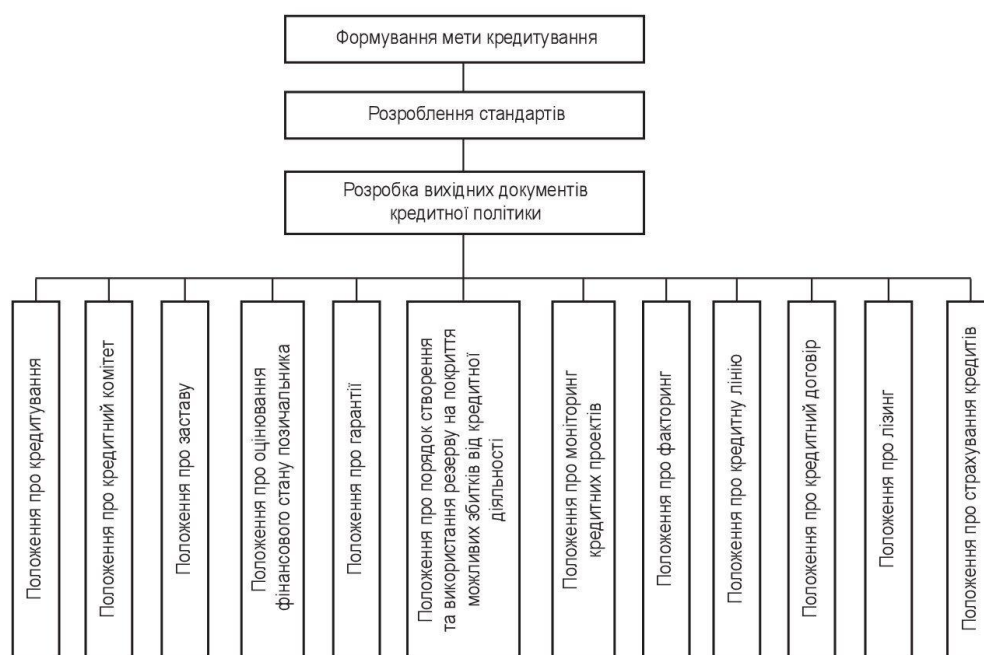 Формування мети кредитування
Розроблення стандартів
Розробка вихідних документів
кредитної політики
Положення про кредитування
Положення про кредитний комітет
Положення про заставу
Положення про оцінювання
фінансового стану позичальника
Положення про гарантії
Положення про порядок створення
та використання резерву на покриття
можливих збитків від кредитної
діяльності
Положення про моніторинг
кредитних проектів
Положення про факторинг
Положення про кредитну лінію
Положення про кредитний договір
Положення про лізинг
Положення про страхування кредитів